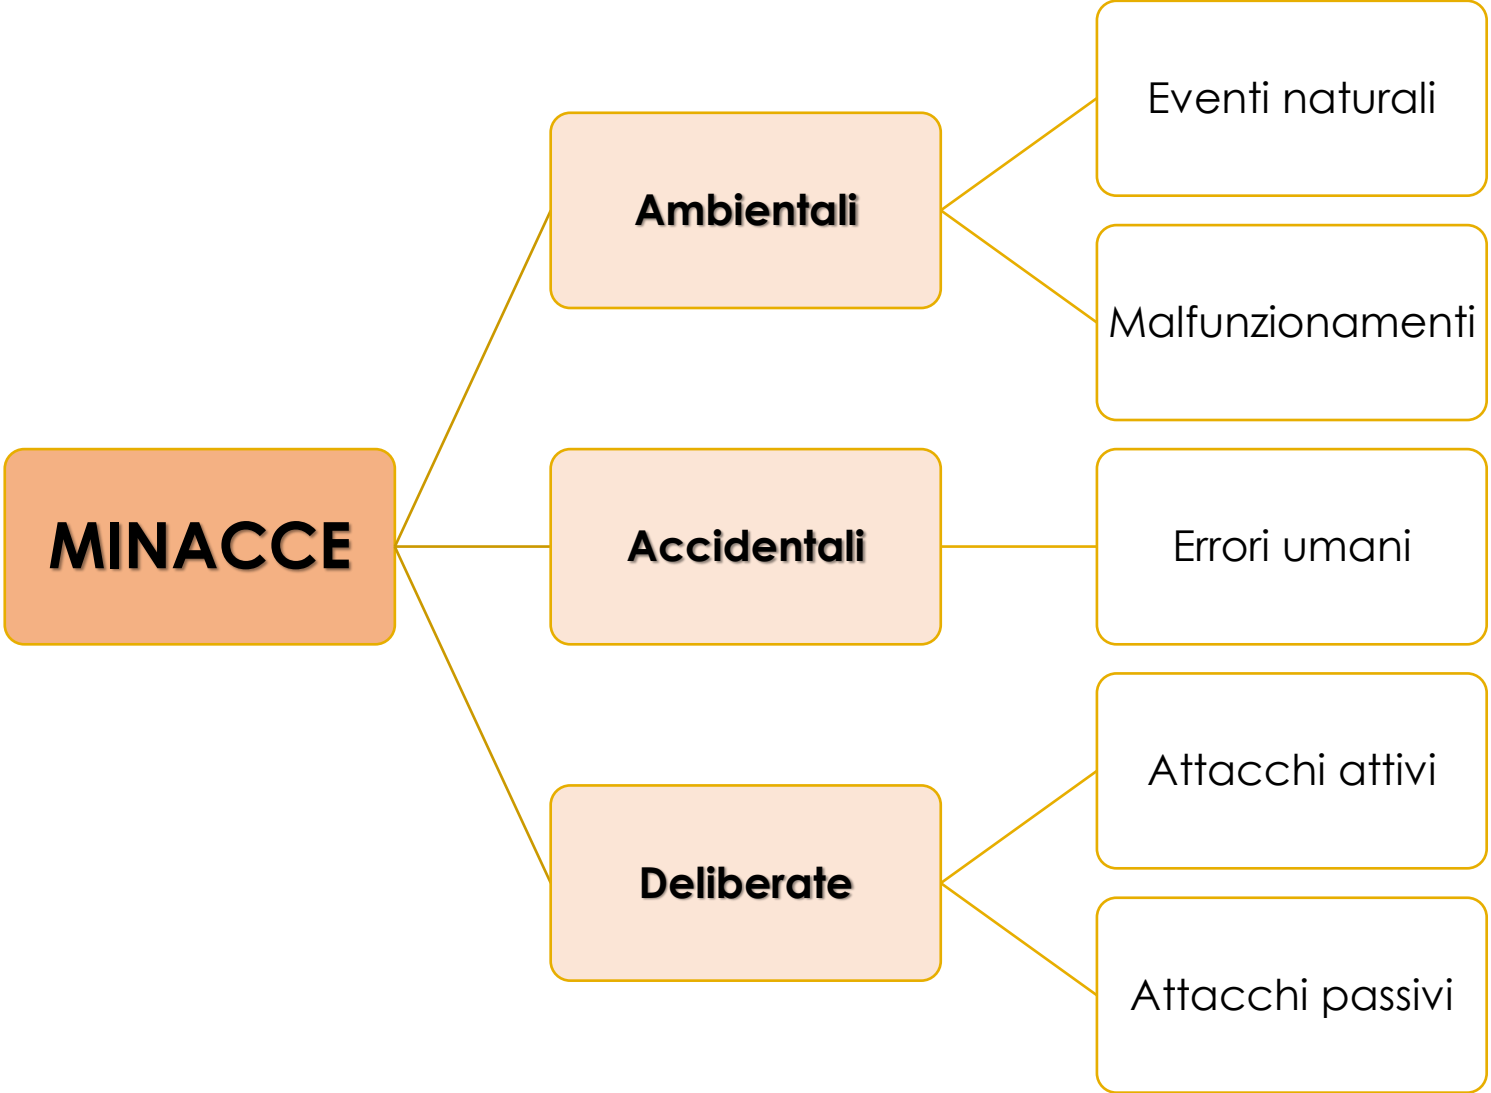 MINACCE
Ambientali
Eventi naturali
Malfunzionamenti
Accidentali
Errori umani
Deliberate
Attacchi attivi
Attacchi passivi